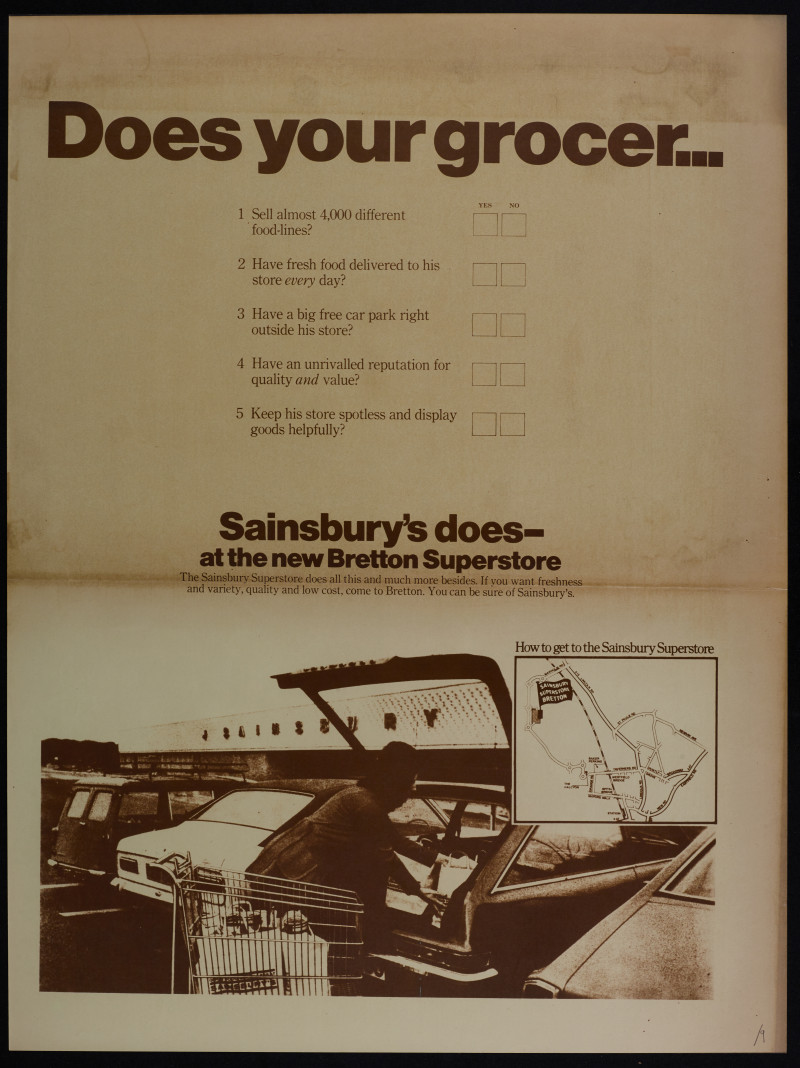 Does your grocer...
YES NO
1 Sell almost 4,000 different
food-lines?
2 Have fresh food delivered to his
store every day?
3 Have a big free car park right
outside his store?
4 Have an unrivalled reputation for
quality and value?
5 Keep his store spotless and display
goods helpfully?
Sainsbury's does–
at the new Bretton Superstore
The Sainsbury Superstore does all this and much more besides. If you want freshness
and variety, quality and low cost, come to Bretton. You can be sure of Sainsbury's.
How to get to the Sainsbury Superstore
SAINSBURY
SUPERSTORE
BRETTON
J SAINSBURY
SAINSBURY'S